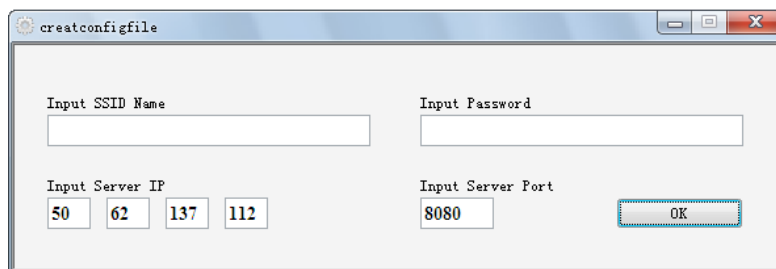 creatconfigfile
Input SSID Name Input Password
Input Server IP Input Server Port
50 62 137 112 8080 OK